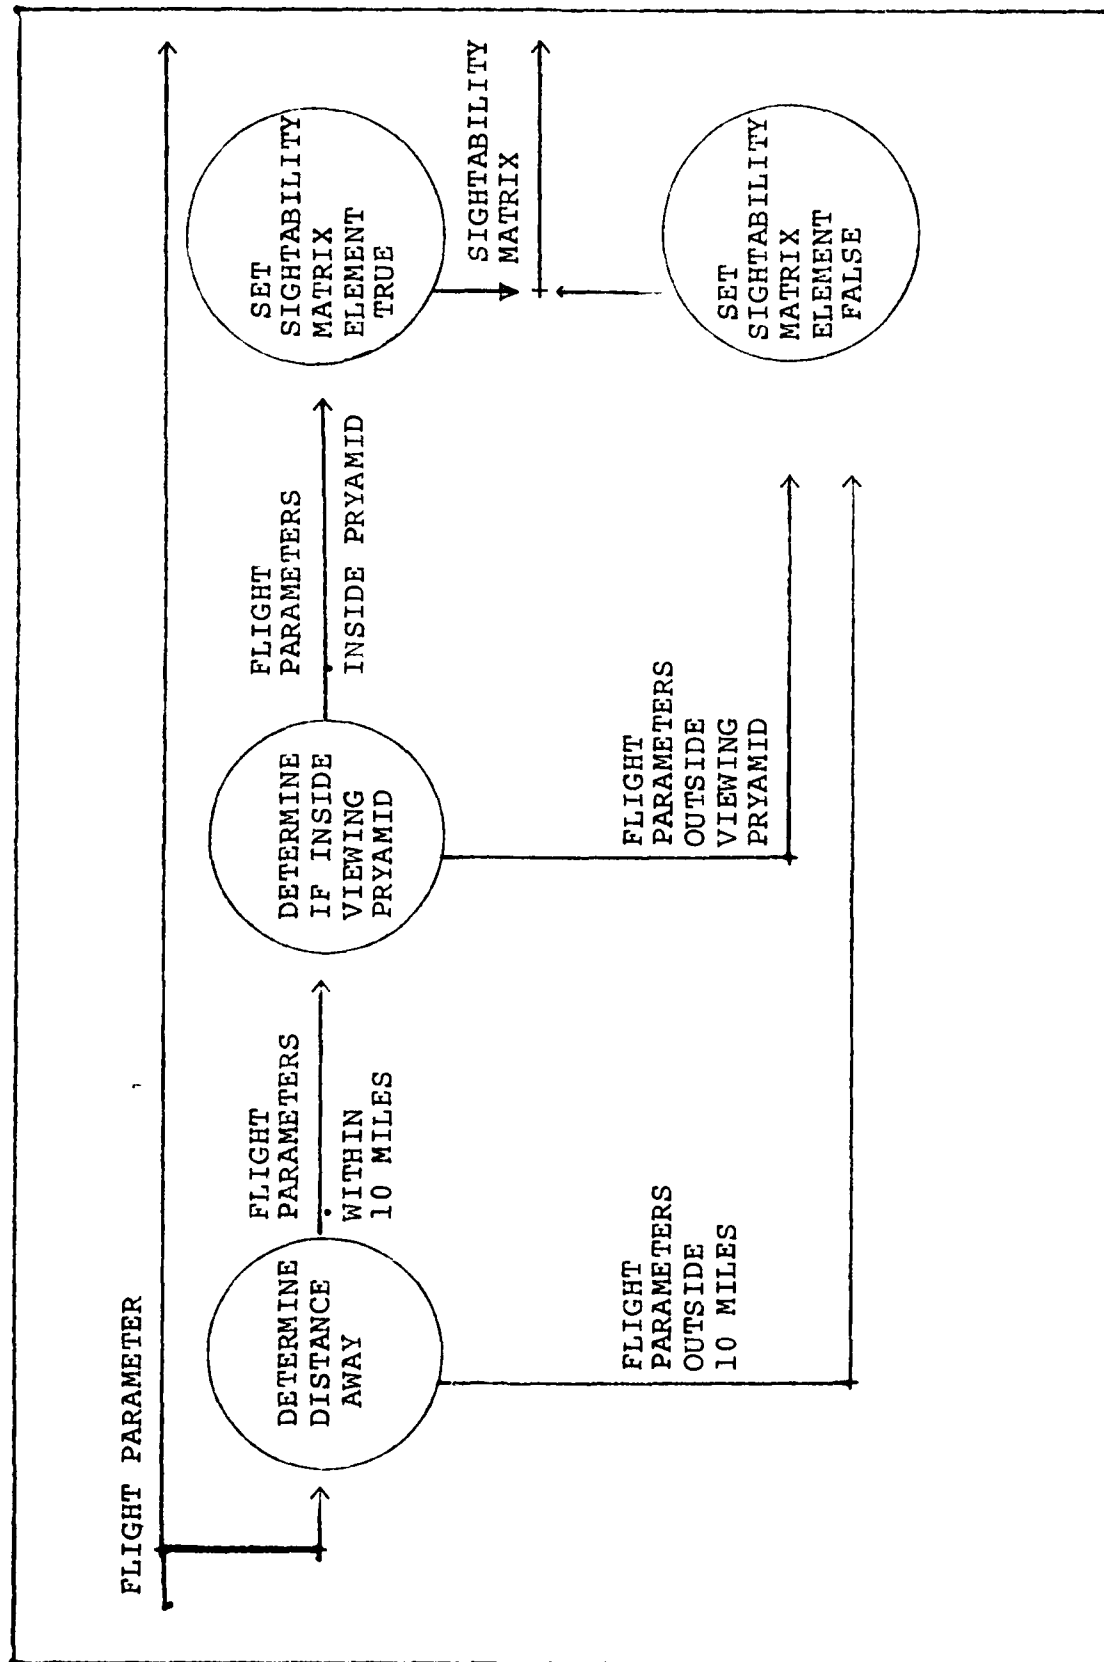 FLIGHT PARAMETER
DETERMINE
DISTANCE
AWAY
FLIGHT
PARAMETERS
WITHIN
10 MILES
DETERMINE
IF INSIDE
VIEWING
PRYAMID
FLIGHT
PARAMETERS
INSIDE PRYAMID
SET
SIGHTABILITY
MATRIX
ELEMENT
TRUE
SIGHTABILITY
MATRIX
FLIGHT
PARAMETERS
OUTSIDE
10 MILES
FLIGHT
PARAMETERS
OUTSIDE
VIEWING
PRYAMID
SET
SIGHTABILITY
MATRIX
ELEMENT
FALSE